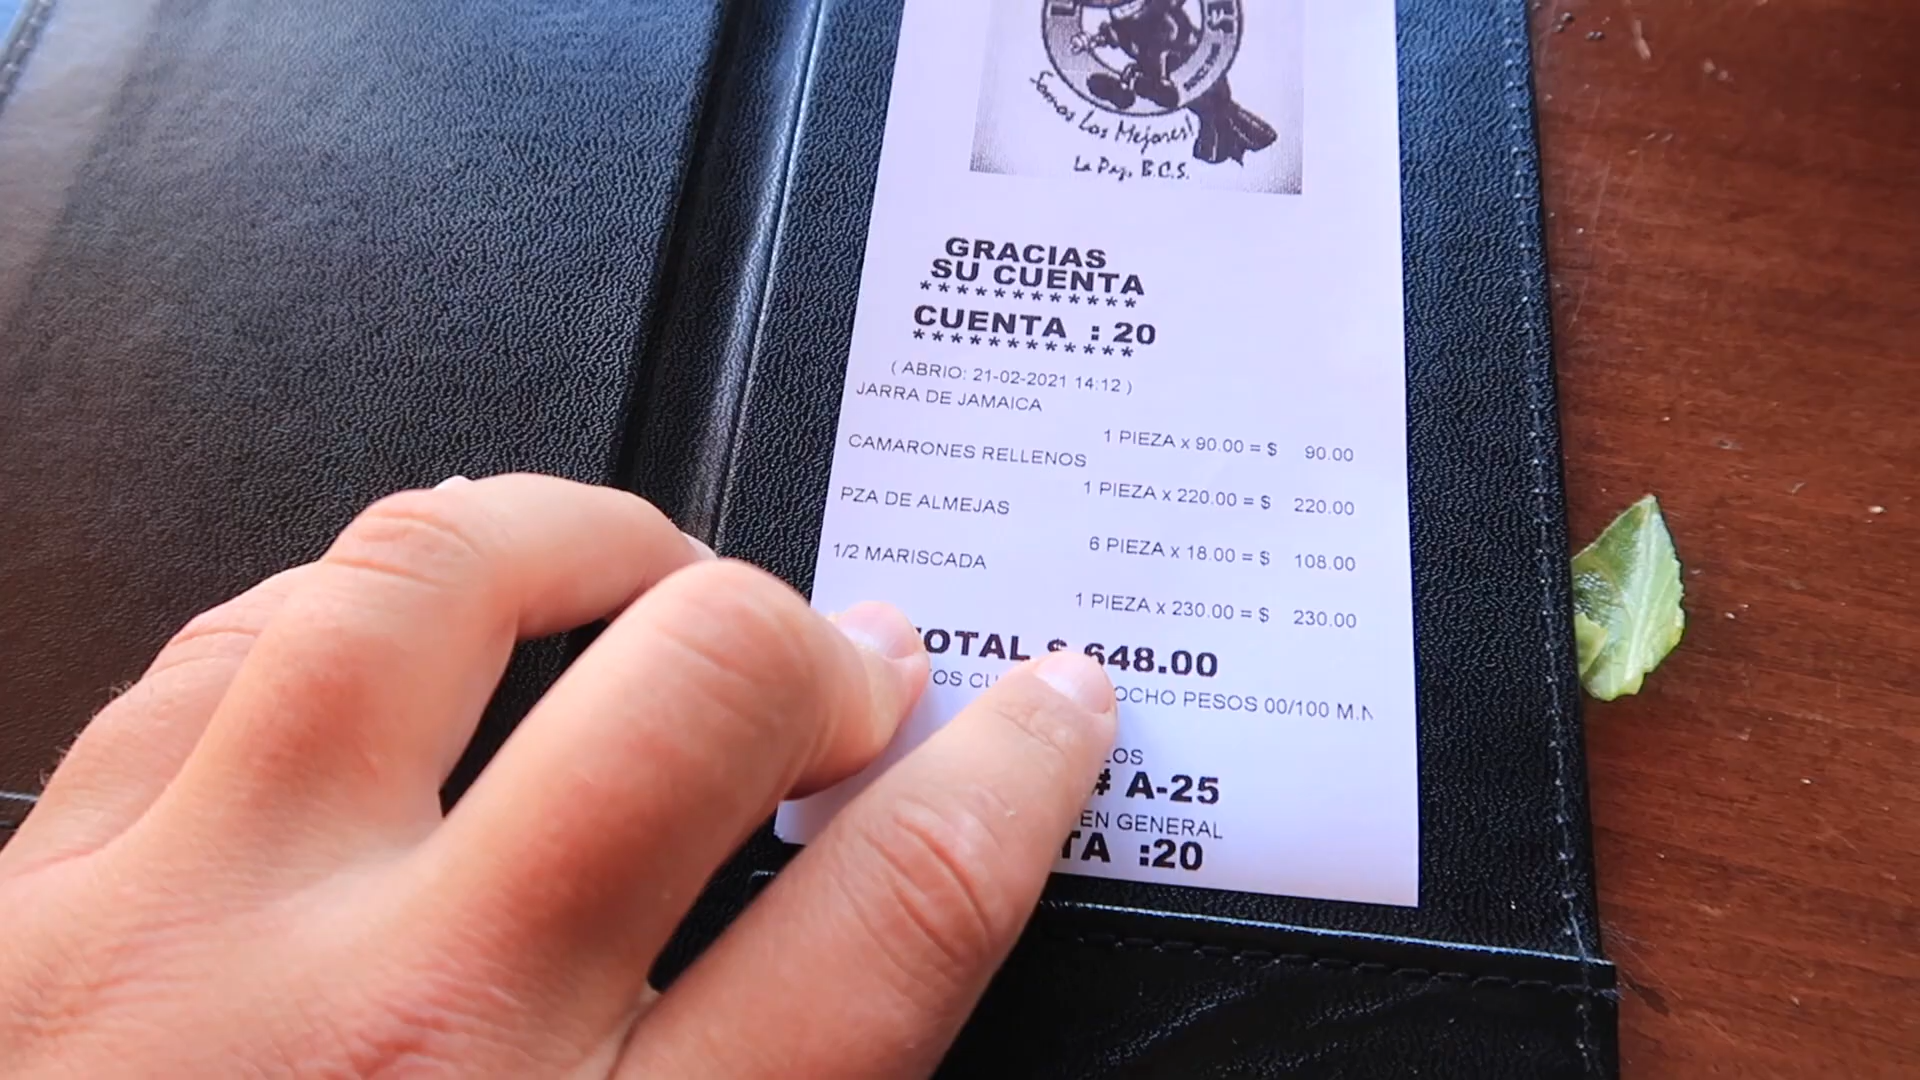 Somos Los Mejores!
La Paz, B.C.S.
GRACIAS
SU CUENTA
************
CUENTA : 20
************
( ABRIO: 21-02-2021 14:12 )
JARRA DE JAMAICA
1 PIEZA x 90.00 = $ 90.00
CAMARONES RELLENOS
1 PIEZA x 220.00 = $ 220.00
PZA DE ALMEJAS
6 PIEZA x 18.00 = $ 108.00
1/2 MARISCADA
1 PIEZA x 230.00 = $ 230.00
OTAL $ 648.00
TOS CU OCHO PESOS 00/100 M.N
LOS
# A-25
EN GENERAL
TA :20